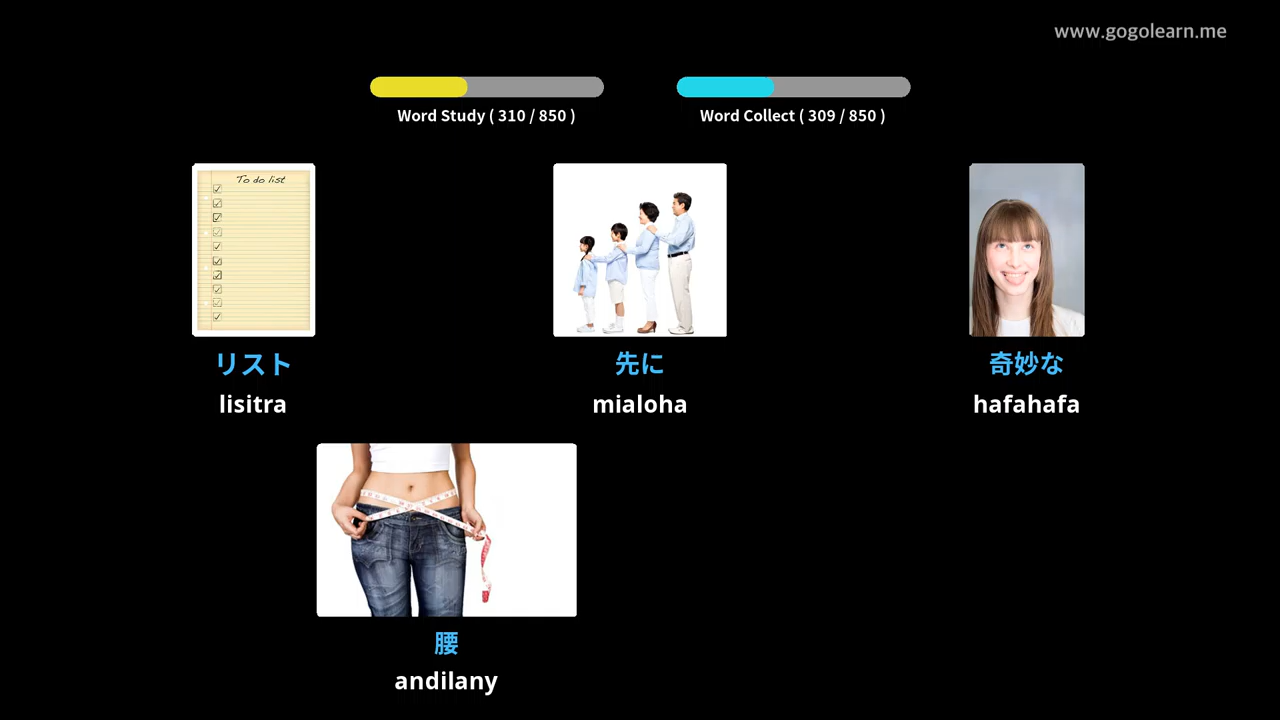 www.gogolearn.me
Word Study ( 310 / 850 )
Word Collect ( 309 / 850 )
To do list
リスト
lisitra
先に
mialoha
奇妙な
hafahafa
腰
andilany